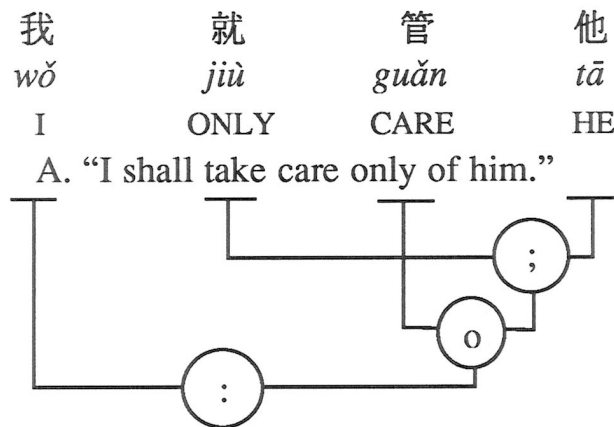 我 就 管 他
wǒ jiù guǎn tā
I ONLY CARE HE
A. “I shall take care only of him.”
;
o
: